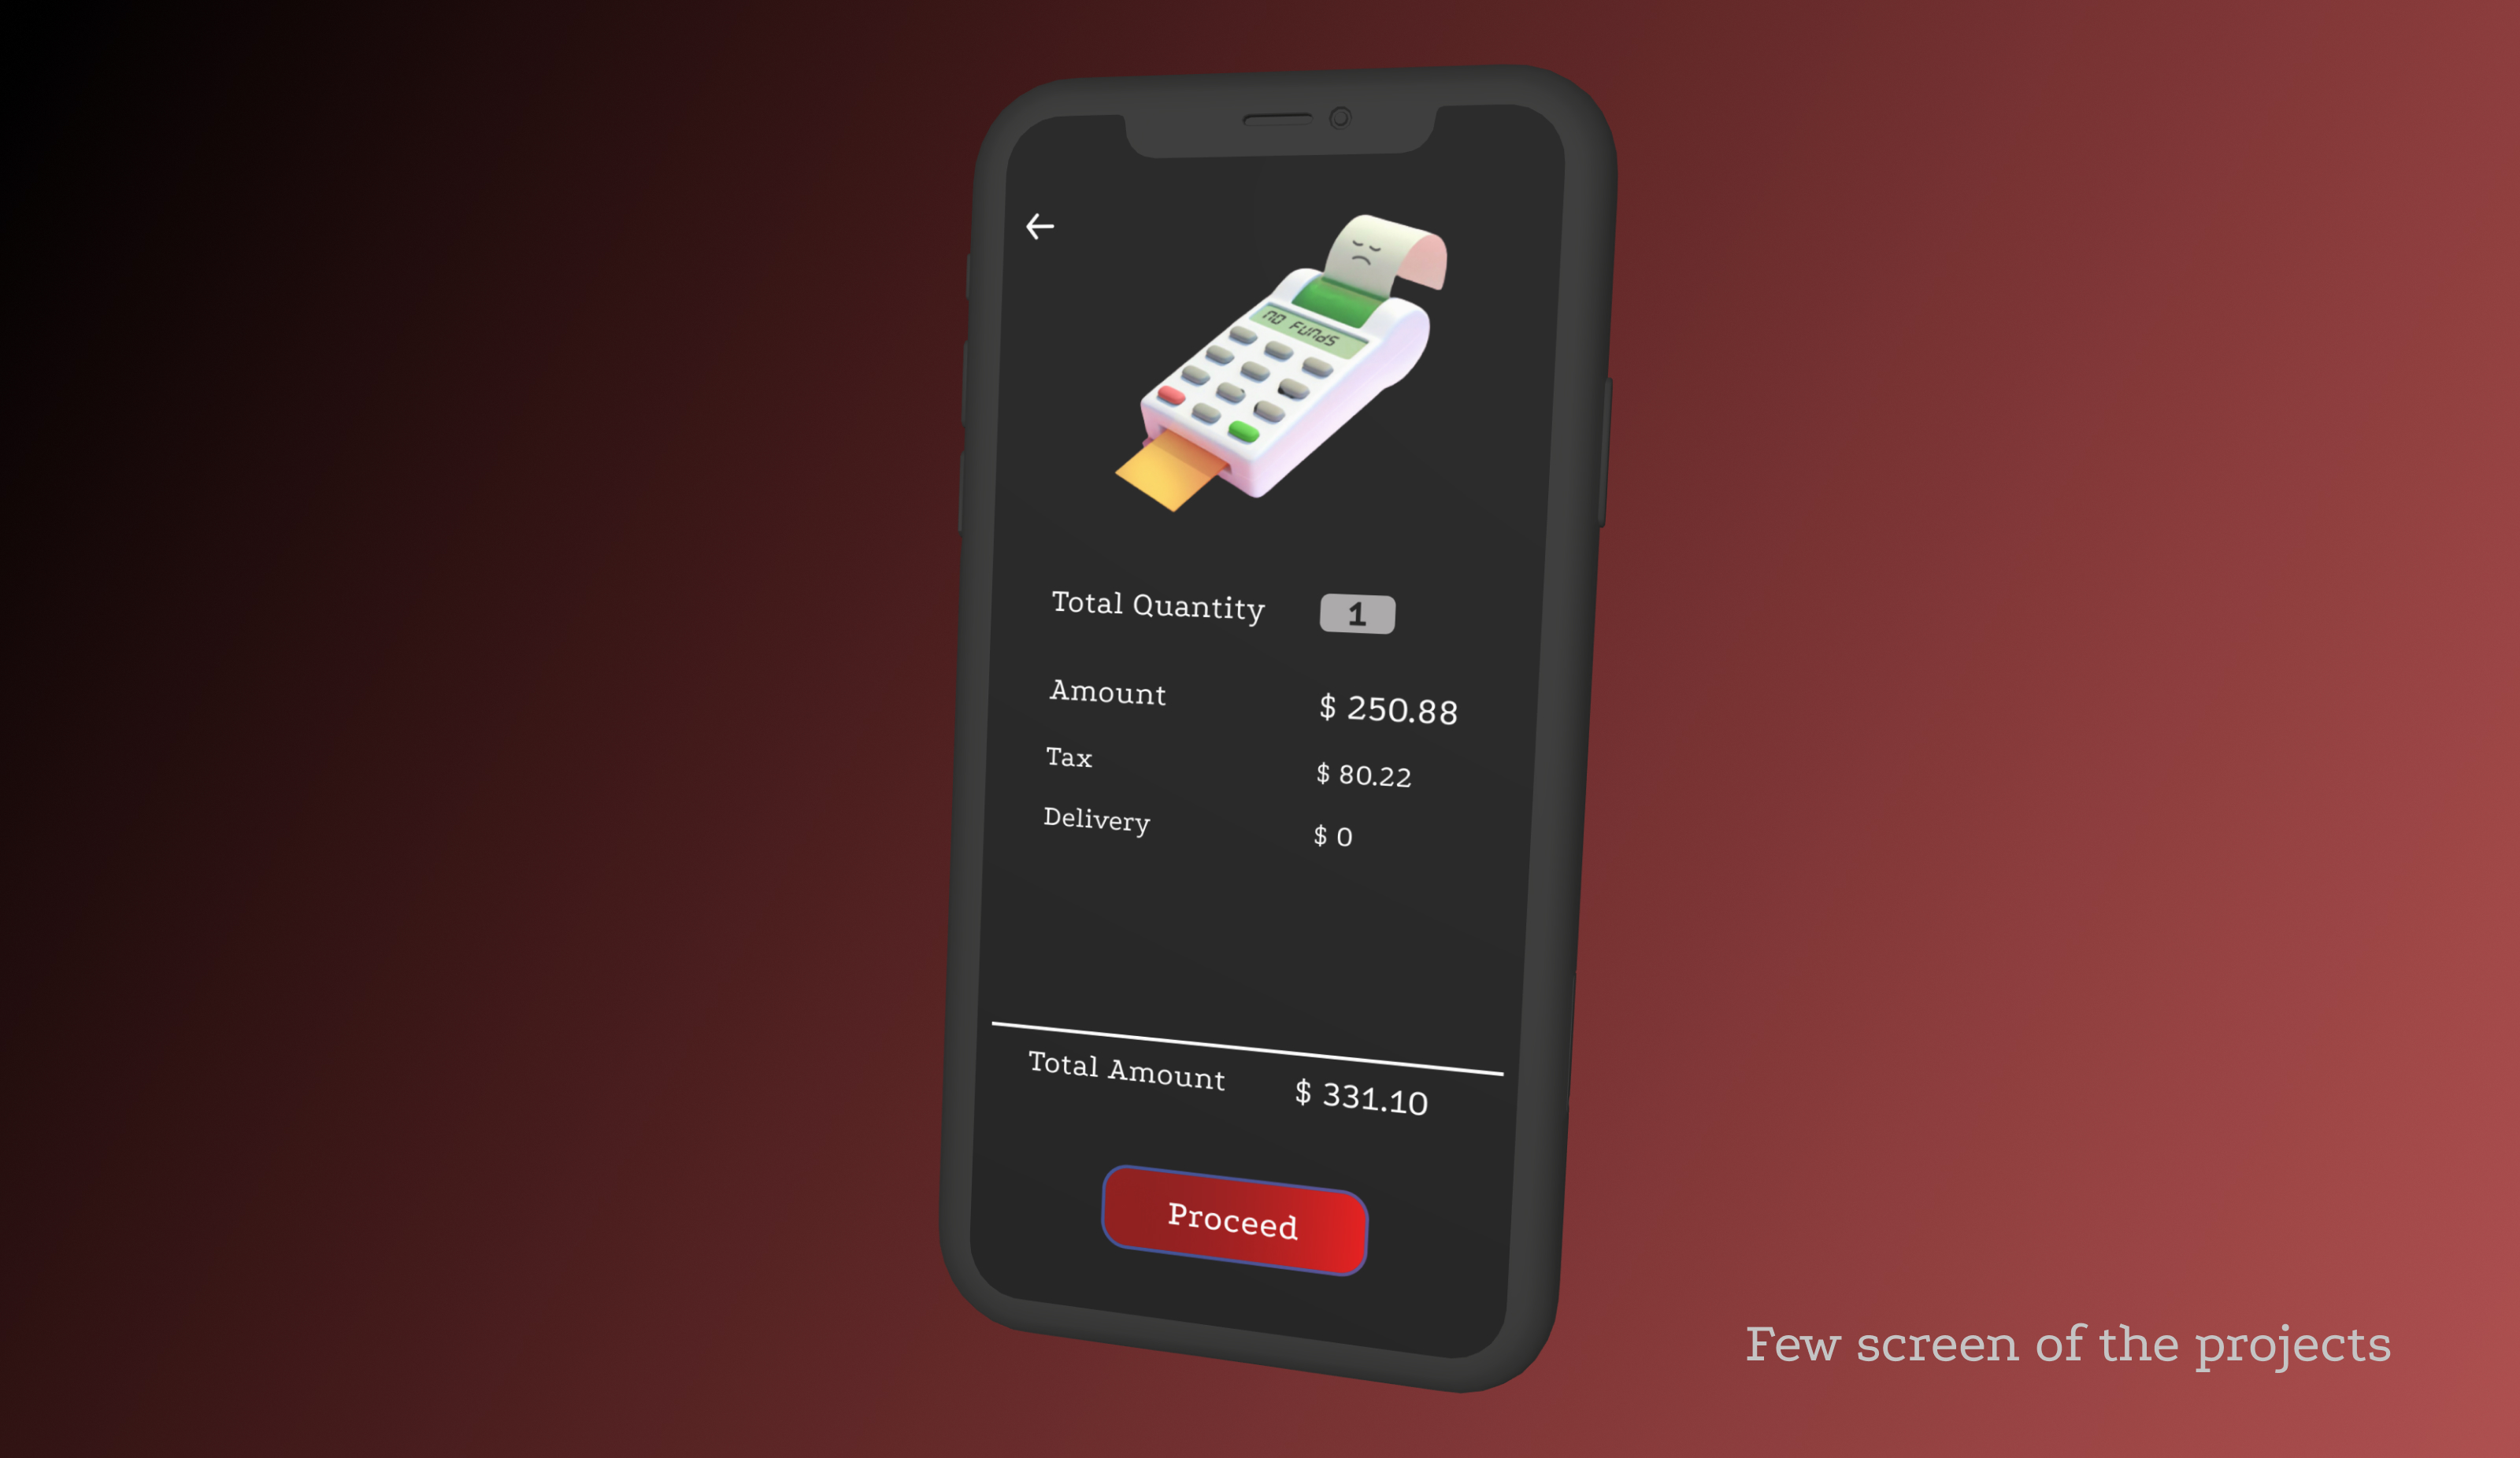 no Funds
Total Quantity 1
Amount $ 250.88
Tax $ 80.22
Delivery $ 0
Total Amount $ 331.10
Proceed
Few screen of the projects